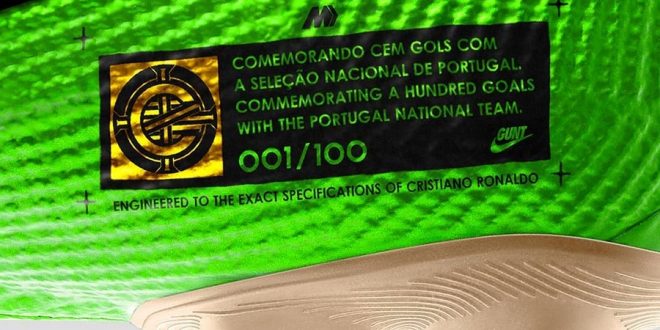 COMEMORANDO CEM GOLS COM
A SELEÇÃO NACIONAL DE PORTUGAL.
COMMEMORATING A HUNDRED GOALS
WITH THE PORTUGAL NATIONAL TEAM.
001/100
GUNT
ENGINEERED TO THE EXACT SPECIFICATIONS OF CRISTIANO RONALDO